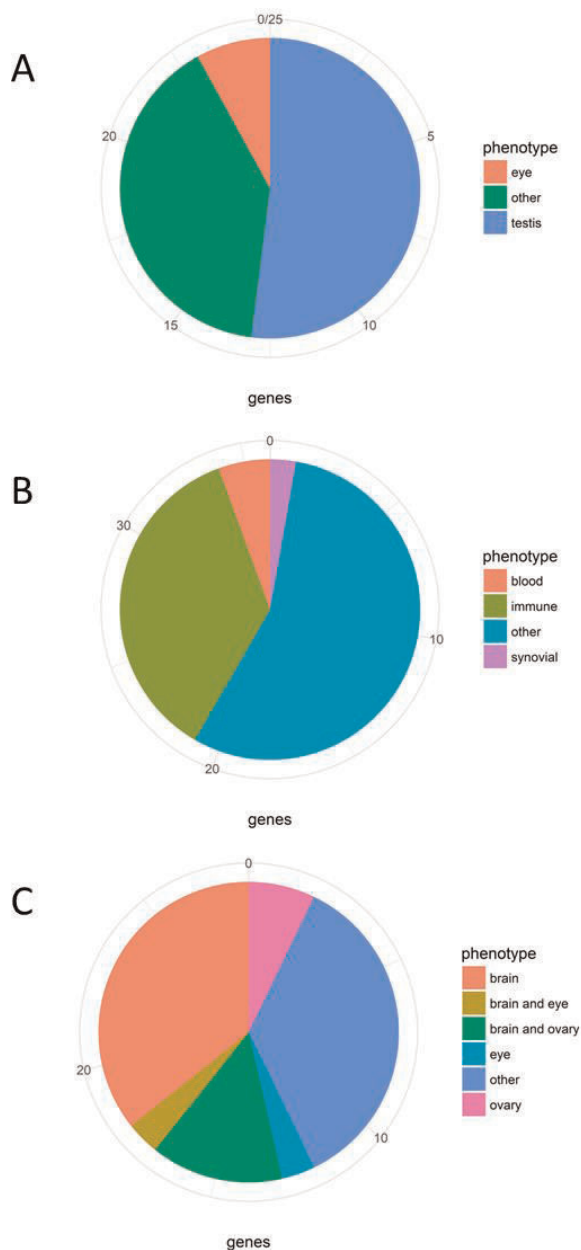 A
0/25
5
10
15
20
phenotype
eye
other
testis
genes
B
0
10
20
30
phenotype
blood
immune
other
synovial
genes
C
0
10
20
phenotype
brain
brain and eye
brain and ovary
eye
other
ovary
genes